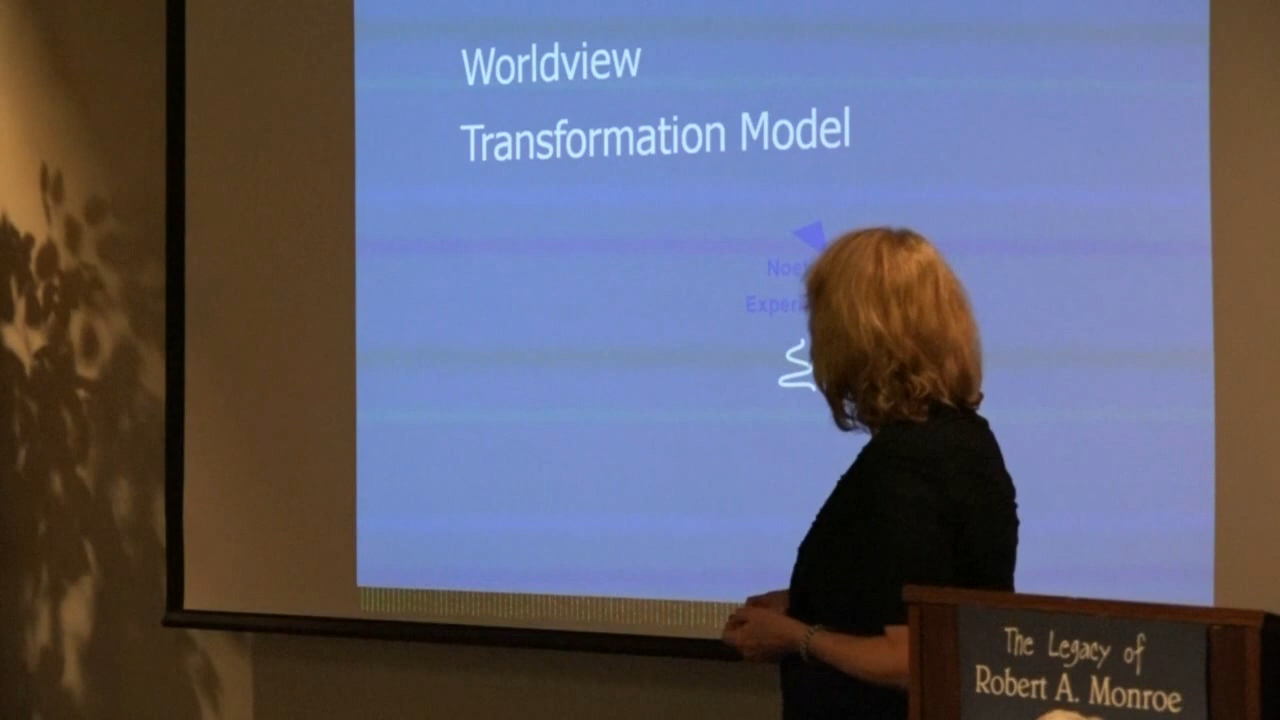 Worldview
Transformation Model
The Legacy of
Robert A. Monroe